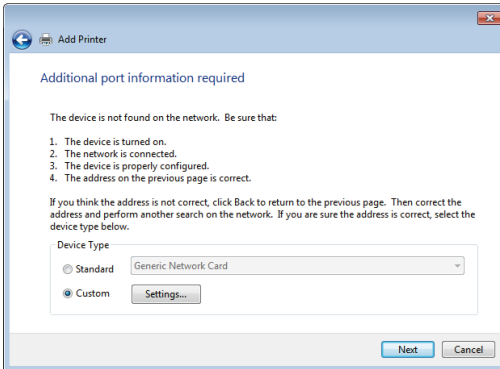 Add Printer
Additional port information required
The device is not found on the network.  Be sure that:
1.  The device is turned on.
2.  The network is connected.
3.  The device is properly configured.
4.  The address on the previous page is correct.
If you think the address is not correct, click Back to return to the previous page.  Then correct the
address and perform another search on the network.  If you are sure the address is correct, select the
device type below.
Device Type
Standard
Generic Network Card
Custom
Settings...
Next
Cancel